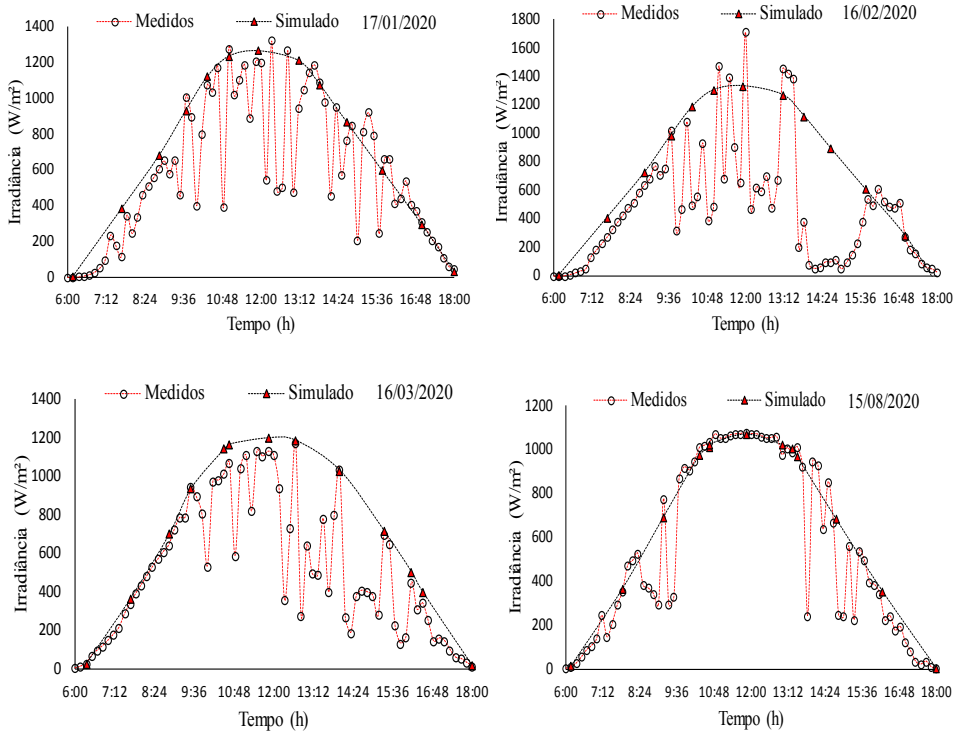 Medidos Simulado 17/01/2020
Irradiância (W/m²)
1400
1200
1000
800
600
400
200
0
6:00 7:12 8:24 9:36 10:48 12:00 13:12 14:24 15:36 16:48 18:00
Tempo (h)
Medidos Simulado 16/02/2020
Irradiância (W/m²)
1800
1600
1400
1200
1000
800
600
400
200
0
6:00 7:12 8:24 9:36 10:48 12:00 13:12 14:24 15:36 16:48 18:00
Tempo (h)
Medidos Simulado 16/03/2020
Irradiância (W/m²)
1400
1200
1000
800
600
400
200
0
6:00 7:12 8:24 9:36 10:48 12:00 13:12 14:24 15:36 16:48 18:00
Tempo (h)
Medidos Simulado 15/08/2020
Irradiância (W/m²)
1200
1000
800
600
400
200
0
6:00 7:12 8:24 9:36 10:48 12:00 13:12 14:24 15:36 16:48 18:00
Tempo (h)